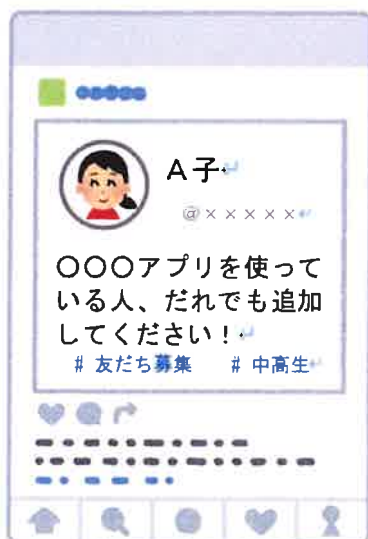 A子
@×××××
〇〇〇アプリを使って
いる人、だれでも追加
してください！
# 友だち募集 # 中高生